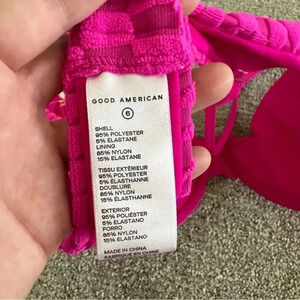 GOOD AMERICAN
6
SHELL
95% POLYESTER
5% ELASTANE
LINING
85% NYLON
15% ELASTANE
TISSU EXTÉRIEUR
95% POLYESTER
5% ÉLASTHANNE
DOUBLURE
85% NYLON
15% ÉLASTHANNE
EXTERIOR
95% POLIÉSTER
5% ELASTANO
FORRO
85% NYLON
15% ELASTANO
MADE IN CHINA